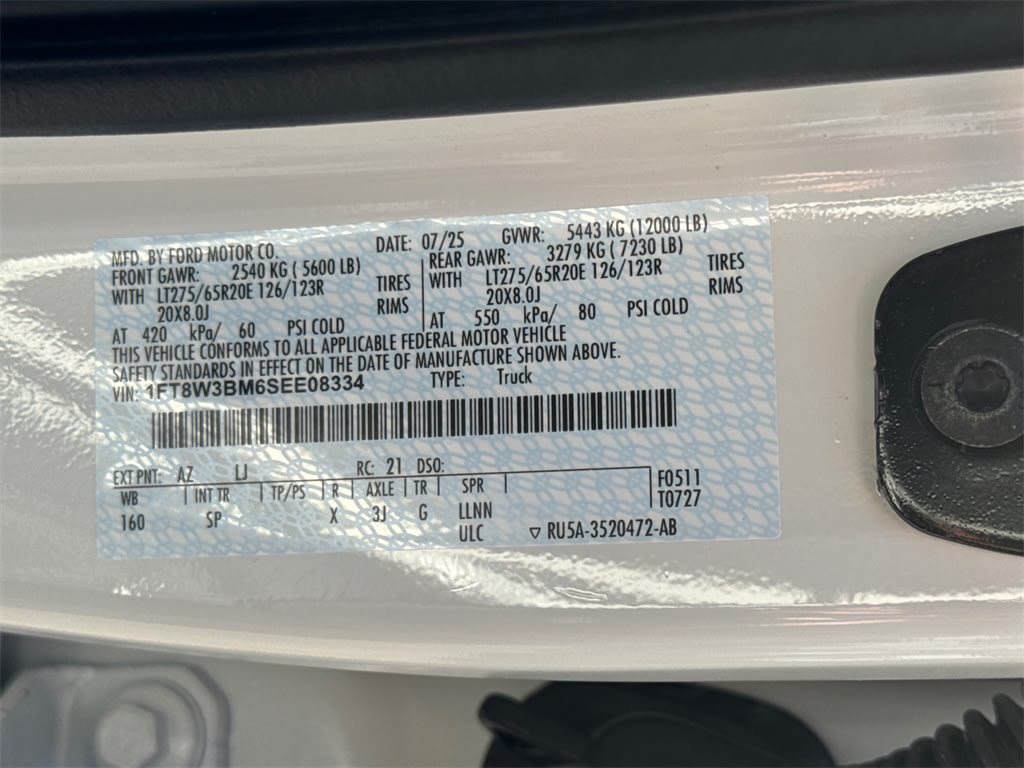 MFD. BY FORD MOTOR CO. DATE: 07/25 GVWR: 5443 KG (12000 LB)
FRONT GAWR: 2540 KG ( 5600 LB) REAR GAWR: 3279 KG ( 7230 LB)
WITH LT275/65R20E 126/123R TIRES WITH LT275/65R20E 126/123R TIRES
20X8.0J RIMS 20X8.0J RIMS
AT 420 kPa/ 60 PSI COLD AT 550 kPa/ 80 PSI COLD
THIS VEHICLE CONFORMS TO ALL APPLICABLE FEDERAL MOTOR VEHICLE
SAFETY STANDARDS IN EFFECT ON THE DATE OF MANUFACTURE SHOWN ABOVE.
VIN: 1FT8W3BM6SEE08334 TYPE: Truck
EXT PNT: AZ LJ RC: 21 DSO:
WB INT TR TP/PS R AXLE TR SPR F0511
160 SP X 3J G LLNN T0727
ULC ▽ RU5A-3520472-AB